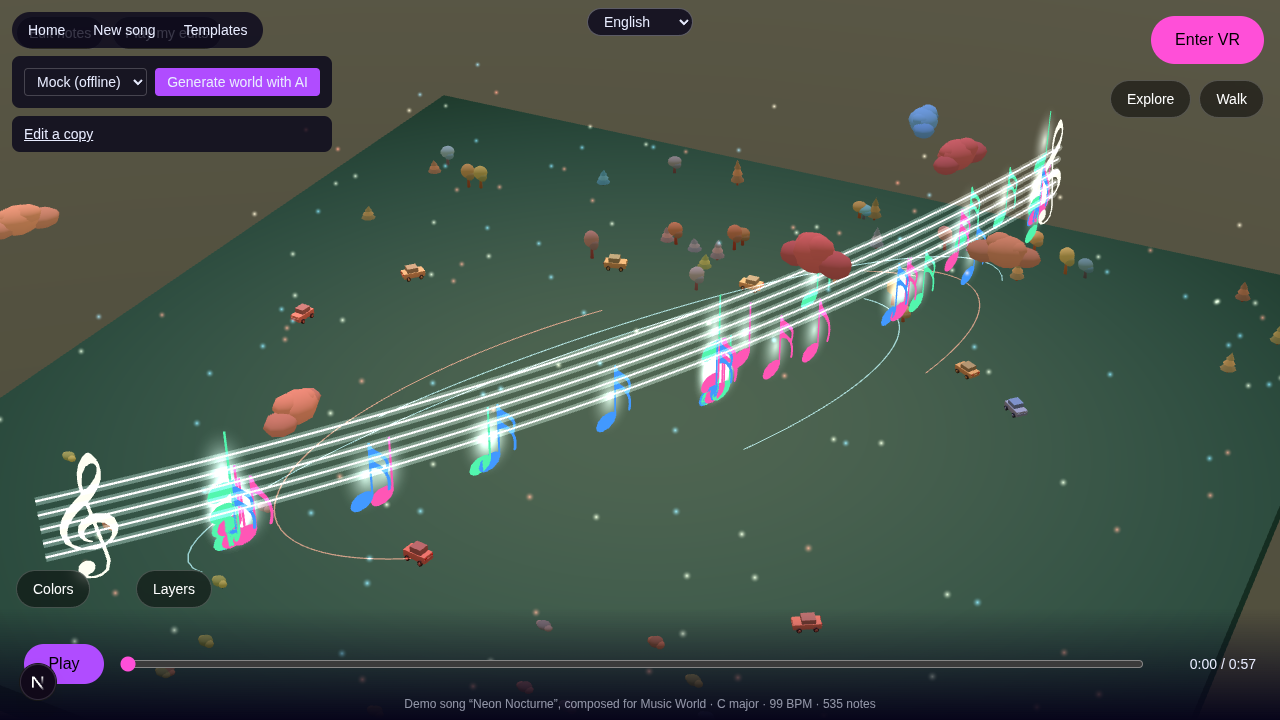 Home New song Templates
English
Enter VR
Mock (offline) Generate world with AI
Explore Walk
Edit a copy
Colors Layers
Play 0:00 / 0:57
N
Demo song “Neon Nocturne”, composed for Music World · C major · 99 BPM · 535 notes